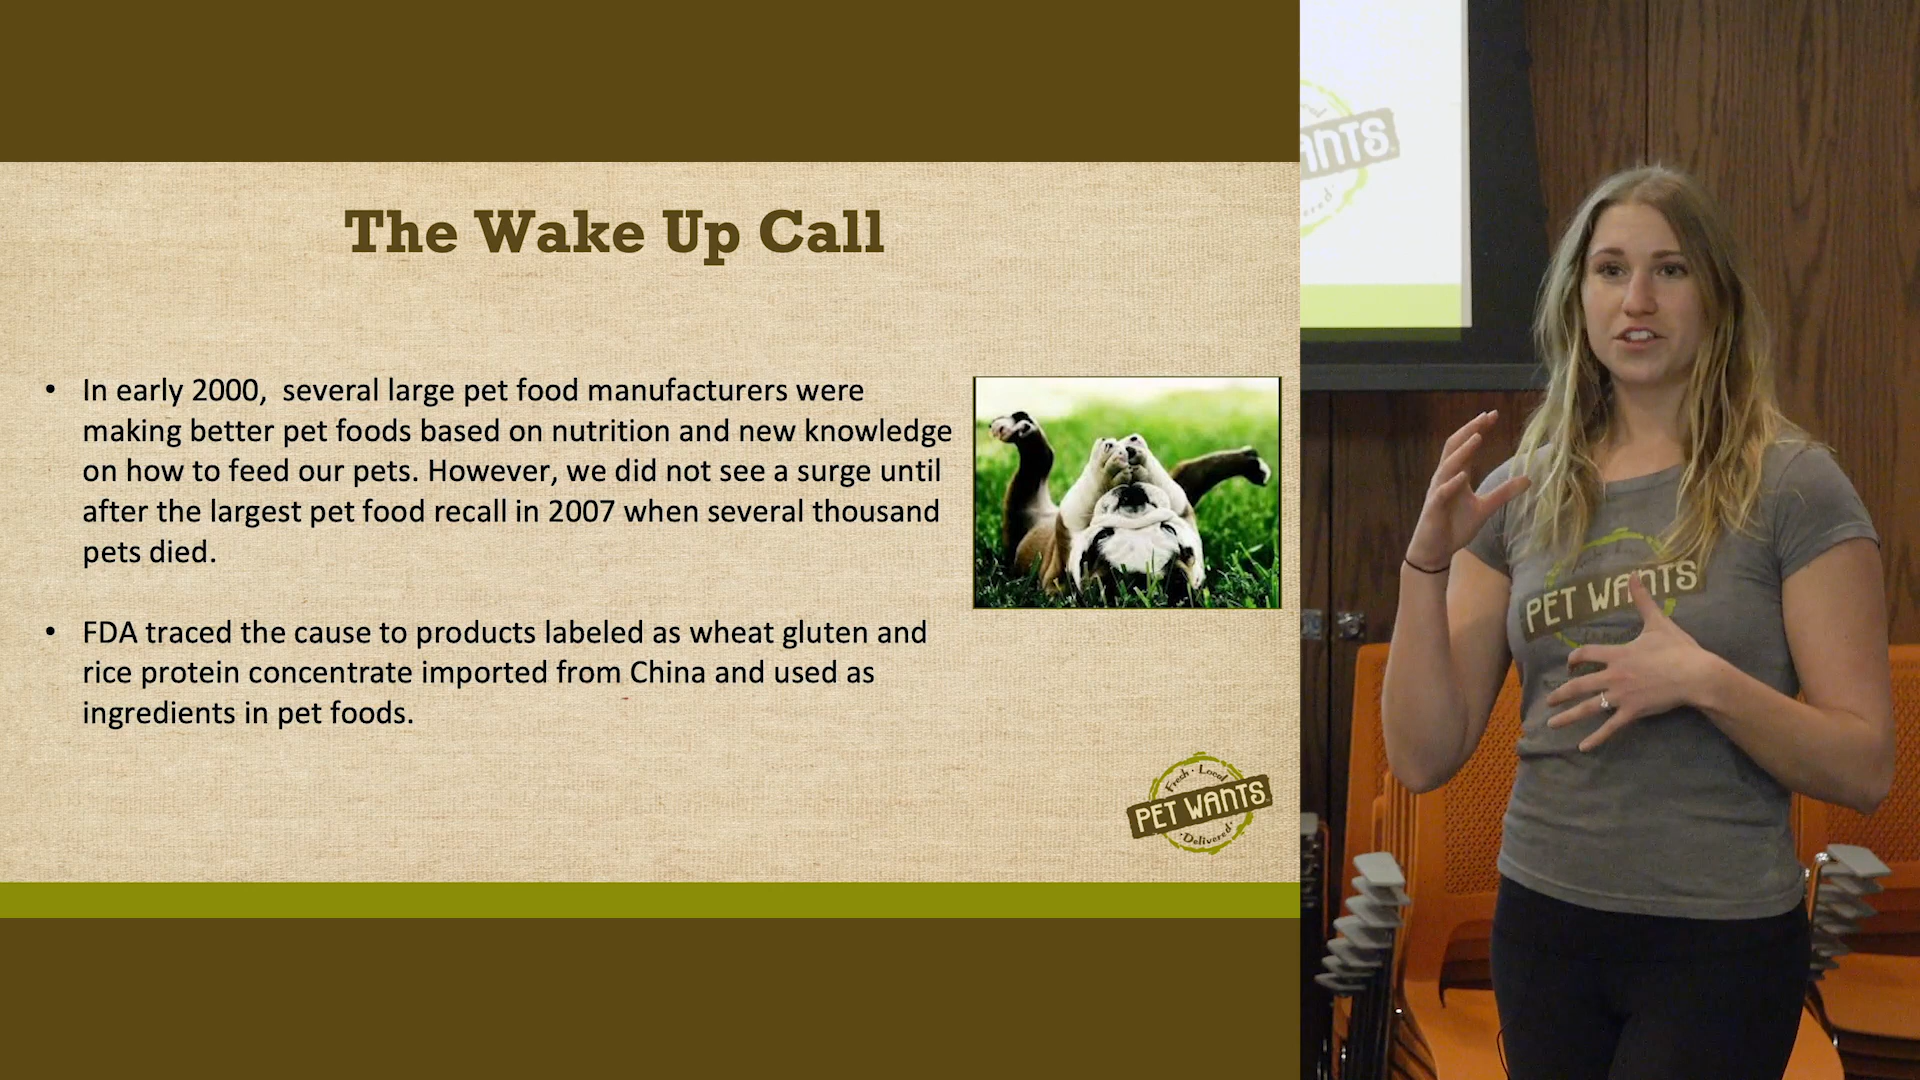 The Wake Up Call
• In early 2000,  several large pet food manufacturers were
making better pet foods based on nutrition and new knowledge
on how to feed our pets. However, we did not see a surge until
after the largest pet food recall in 2007 when several thousand
pets died.
• FDA traced the cause to products labeled as wheat gluten and
rice protein concentrate imported from China and used as
ingredients in pet foods.
Fresh · Local
PET WANTS
· Delivered ·
ANTS
PET WANTS